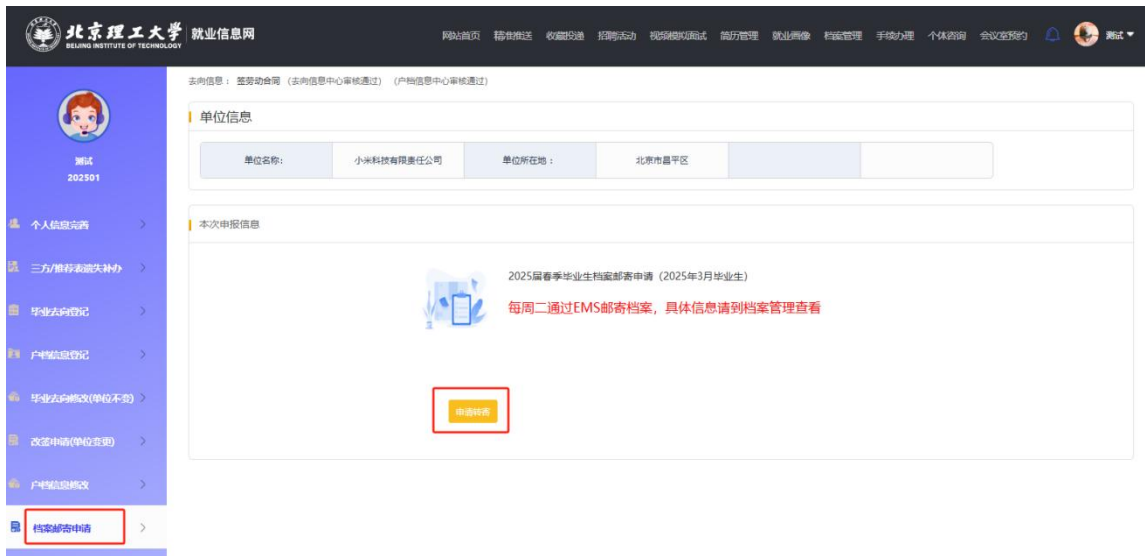 北京理工大学 就业信息网
BEIJING INSTITUTE OF TECHNOLOGY
网站首页 精准推送 收藏投递 招聘活动 视频模拟面试 简历管理 就业画像 档案管理 手续办理 个体咨询 会议室预约 测试
去向信息： 签劳动合同 （去向信息中心审核通过） （户档信息中心审核通过）
单位信息
单位名称: 小米科技有限责任公司 单位所在地： 北京市昌平区
测试
202501
个人信息完善
三方/推荐表遗失补办
毕业去向登记
户档信息登记
毕业去向修改(单位不变)
改签申请(单位变更)
户档信息修改
档案邮寄申请
本次申报信息
2025届春季毕业生档案邮寄申请（2025年3月毕业生）
每周二通过EMS邮寄档案，具体信息请到档案管理查看
申请转寄